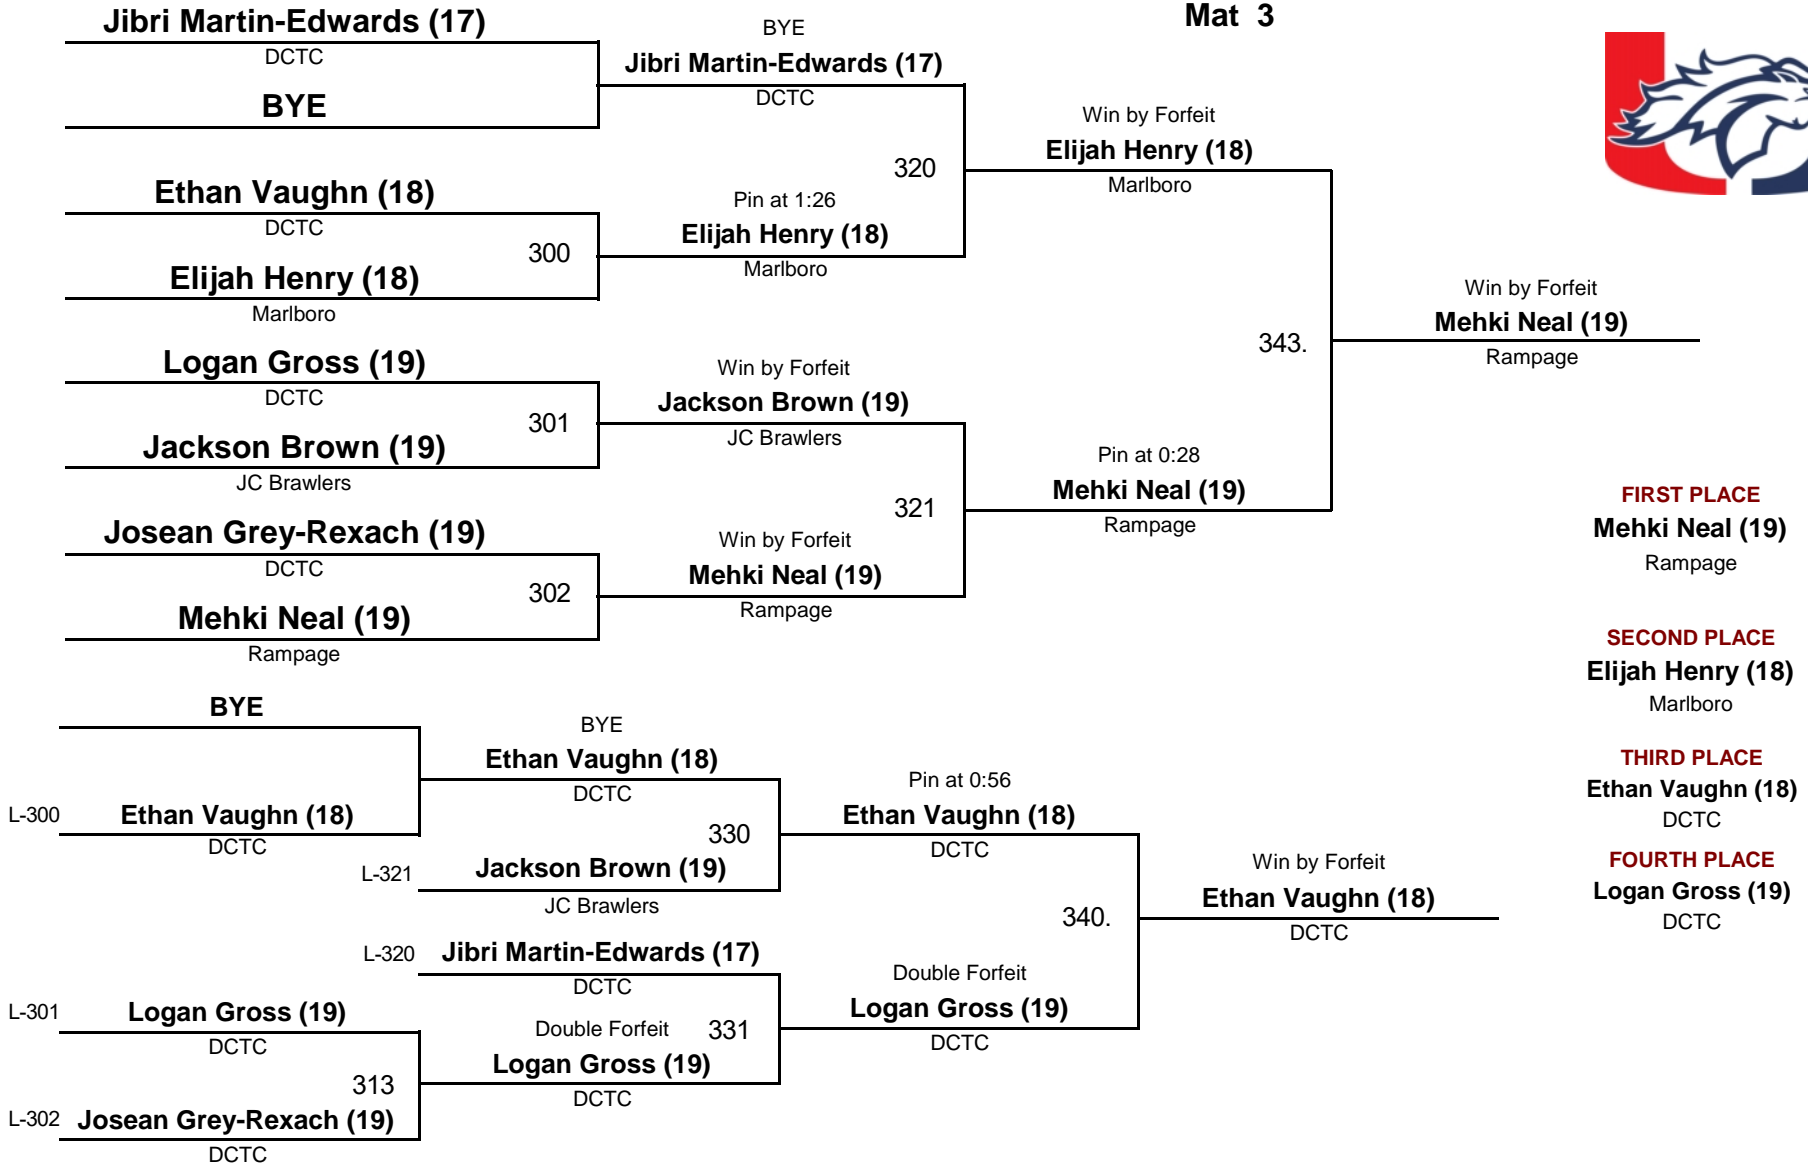 Mat 3
Jibri Martin-Edwards (17)
DCTC
BYE
Ethan Vaughn (18)
DCTC
300
Elijah Henry (18)
Marlboro
Logan Gross (19)
DCTC
301
Jackson Brown (19)
JC Brawlers
Josean Grey-Rexach (19)
DCTC
302
Mehki Neal (19)
Rampage
BYE
Jibri Martin-Edwards (17)
DCTC
320
Pin at 1:26
Elijah Henry (18)
Marlboro
Win by Forfeit
Jackson Brown (19)
JC Brawlers
321
Win by Forfeit
Mehki Neal (19)
Rampage
Win by Forfeit
Elijah Henry (18)
Marlboro
343.
Pin at 0:28
Mehki Neal (19)
Rampage
Win by Forfeit
Mehki Neal (19)
Rampage
FIRST PLACE
Mehki Neal (19)
Rampage
SECOND PLACE
Elijah Henry (18)
Marlboro
THIRD PLACE
Ethan Vaughn (18)
DCTC
FOURTH PLACE
Logan Gross (19)
DCTC
BYE
L-300 Ethan Vaughn (18)
DCTC
L-301 Logan Gross (19)
DCTC
313
L-302 Josean Grey-Rexach (19)
DCTC
BYE
Ethan Vaughn (18)
DCTC
330
L-321 Jackson Brown (19)
JC Brawlers
L-320 Jibri Martin-Edwards (17)
DCTC
Double Forfeit 331
Logan Gross (19)
DCTC
Pin at 0:56
Ethan Vaughn (18)
DCTC
340.
Double Forfeit
Logan Gross (19)
DCTC
Win by Forfeit
Ethan Vaughn (18)
DCTC